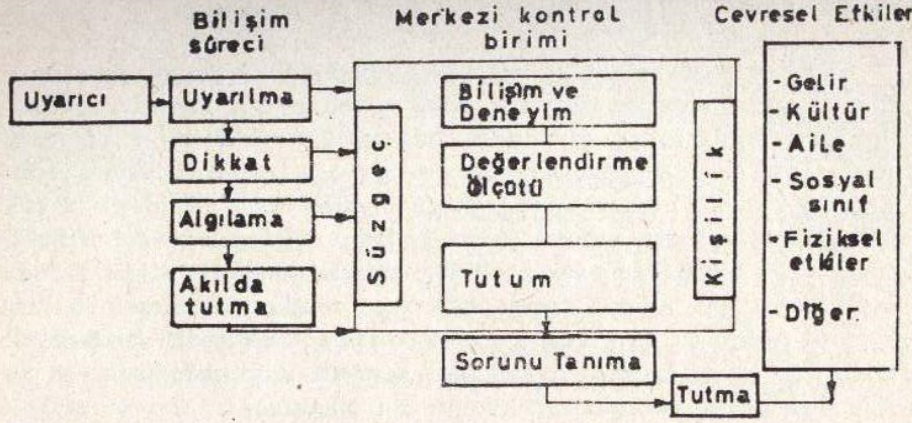 Bilişim
süreci
Merkezi kontrol
birimi
Çevresel Etkiler
Uyarıcı
Uyarılma
Dikkat
Algılama
Akılda
tutma
Süzgeç
Bilişim ve
Deneyim
Değerlendirme
Ölçütü
Tutum
Kişilik
Sorunu Tanıma
Tutma
- Gelir
- Kültür
- Aile
- Sosyal
sınıf
- Fiziksel
etkiler
- Diğer.